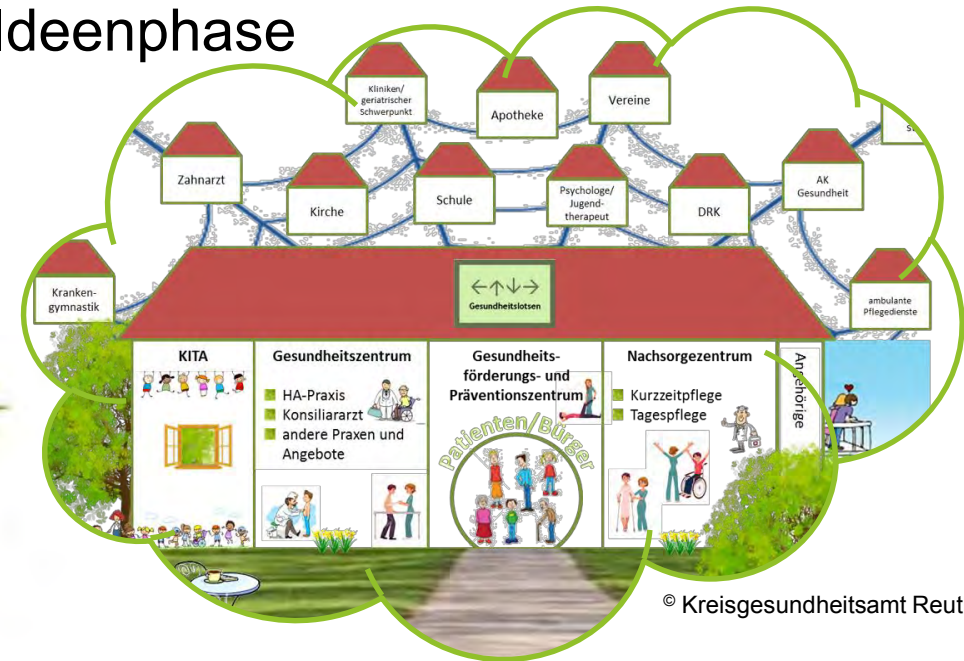 Ideenphase
Kliniken/
geriatrischer
Schwerpunkt
Apotheke
Vereine
Zahnarzt
Kirche
Schule
Psychologe/
Jugend-
therapeut
DRK
AK
Gesundheit
Kranken-
gymnastik
ambulante
Pflegedienste
←↑↓→
Gesundheitslotsen
KITA
Gesundheitszentrum
HA-Praxis
Konsiliararzt
andere Praxen und
Angebote
Gesundheits-
förderungs- und
Präventionszentrum
Patienten/Bürger
Nachsorgezentrum
Kurzzeitpflege
Tagespflege
Angehörige
© Kreisgesundheitsamt Reut